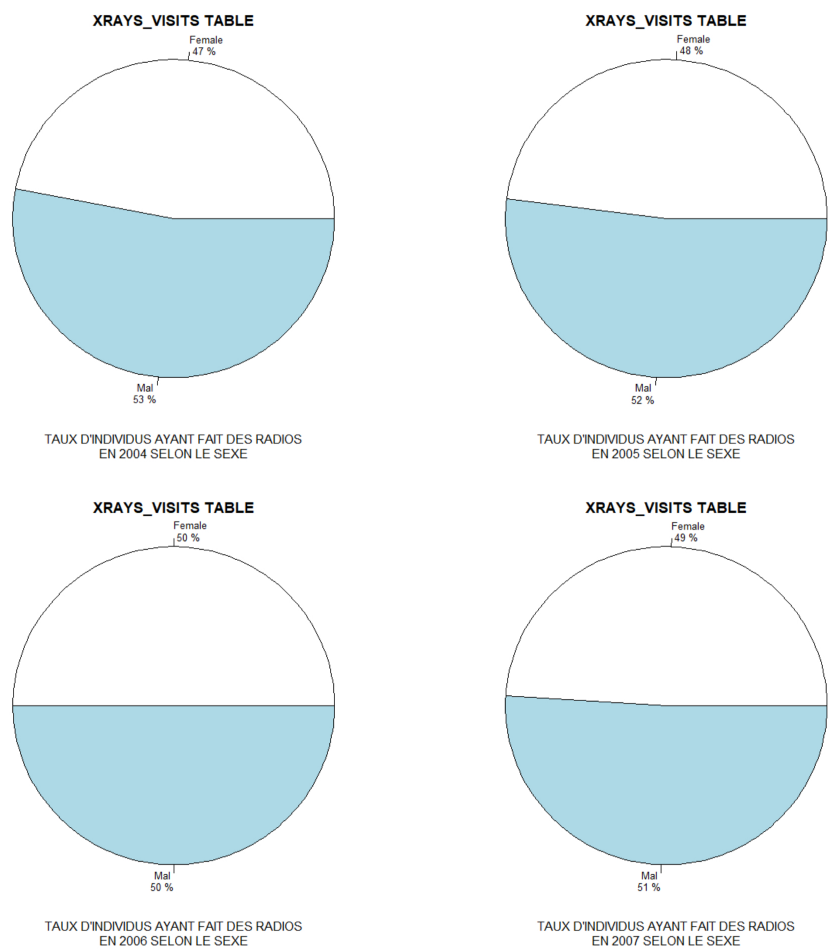 XRAYS_VISITS TABLE
Female
47 %
Mal
53 %
TAUX D'INDIVIDUS AYANT FAIT DES RADIOS
EN 2004 SELON LE SEXE
XRAYS_VISITS TABLE
Female
48 %
Mal
52 %
TAUX D'INDIVIDUS AYANT FAIT DES RADIOS
EN 2005 SELON LE SEXE
XRAYS_VISITS TABLE
Female
50 %
Mal
50 %
TAUX D'INDIVIDUS AYANT FAIT DES RADIOS
EN 2006 SELON LE SEXE
XRAYS_VISITS TABLE
Female
49 %
Mal
51 %
TAUX D'INDIVIDUS AYANT FAIT DES RADIOS
EN 2007 SELON LE SEXE